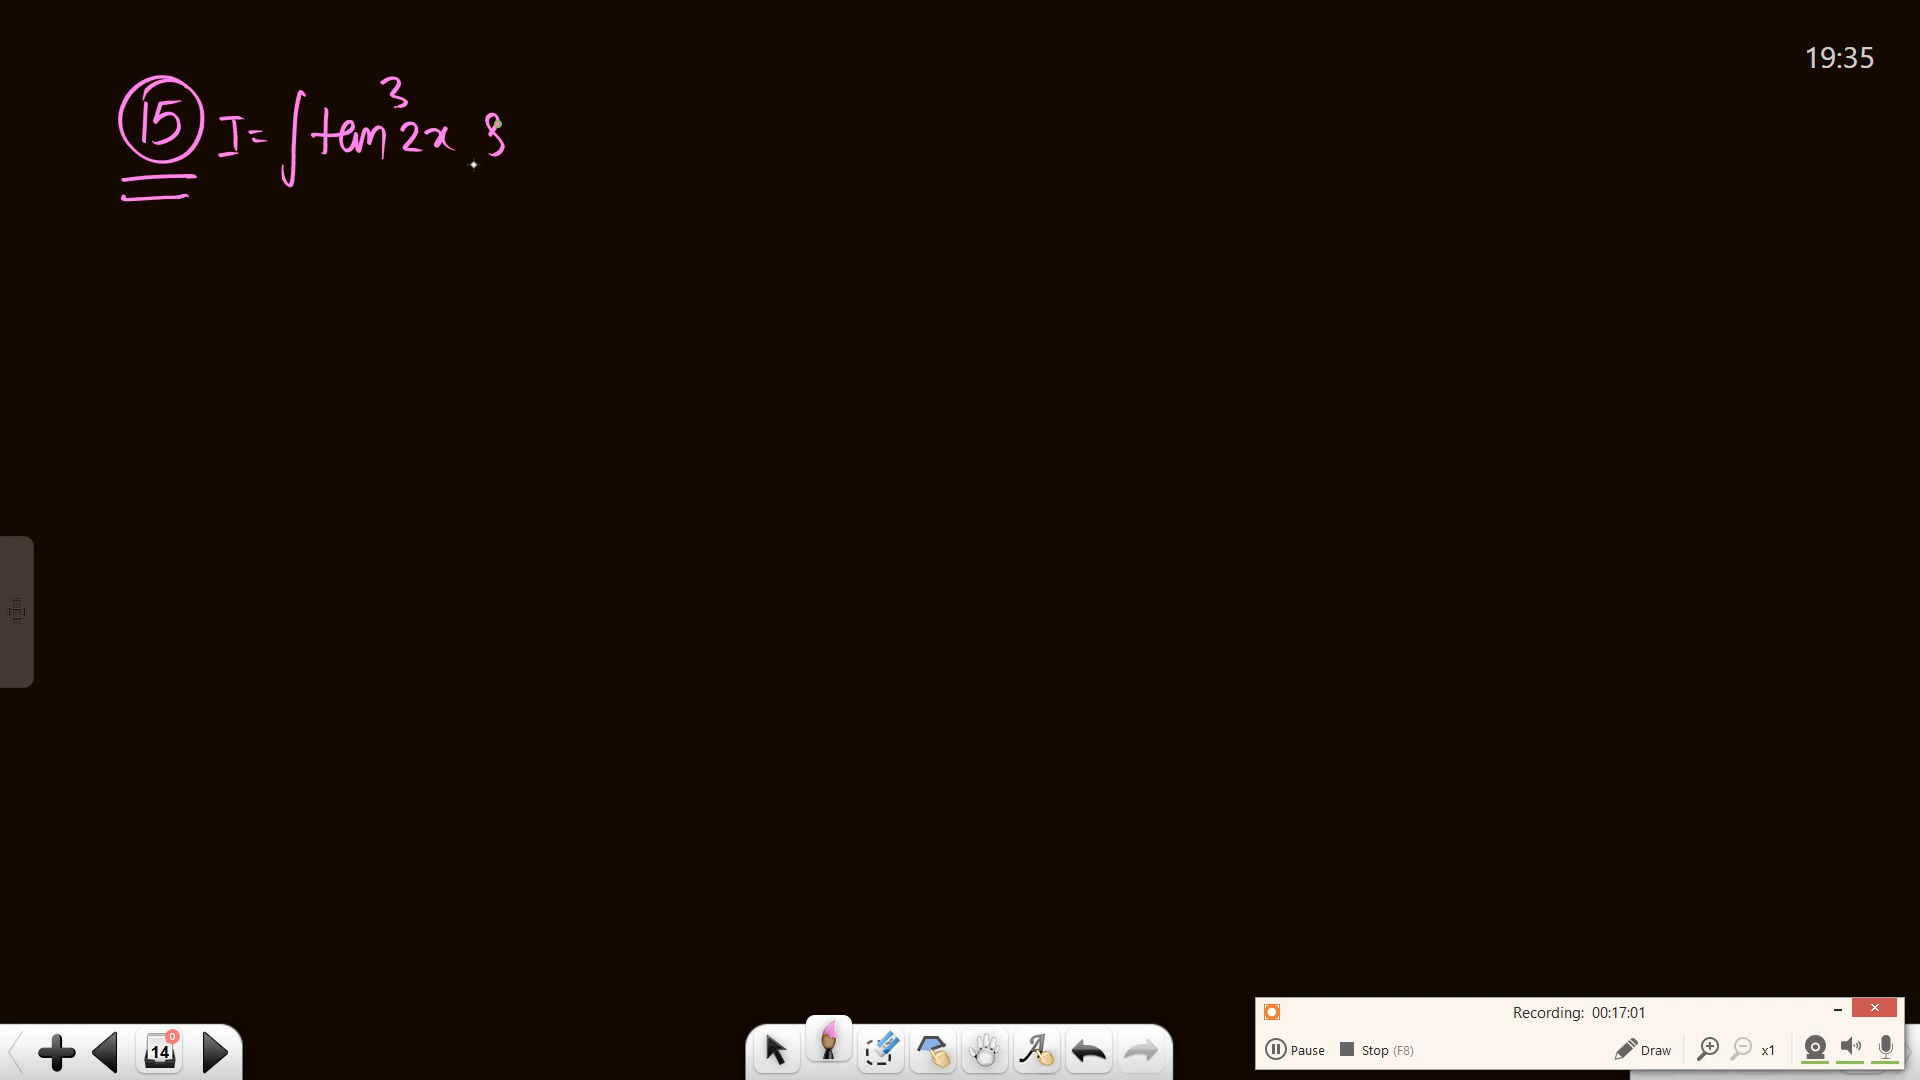 19:35
15 I = ∫ tan³ 2x s
14
0
Recording: 00:17:01
Pause Stop (F8) Draw x1